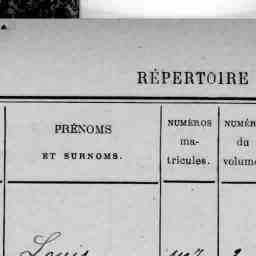 RÉPERTOIRE
PRÉNOMS
ET SURNOMS.
NUMÉROS
ma-
tricules.
NUMÉR
du
volume
Louis